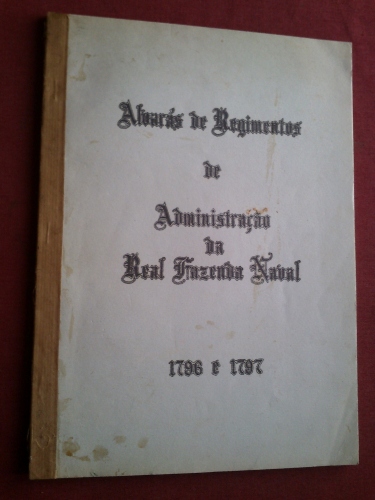 Alvarás de Regimentos
de
Administração
da
Real Fazenda Naval
1796 e 1797